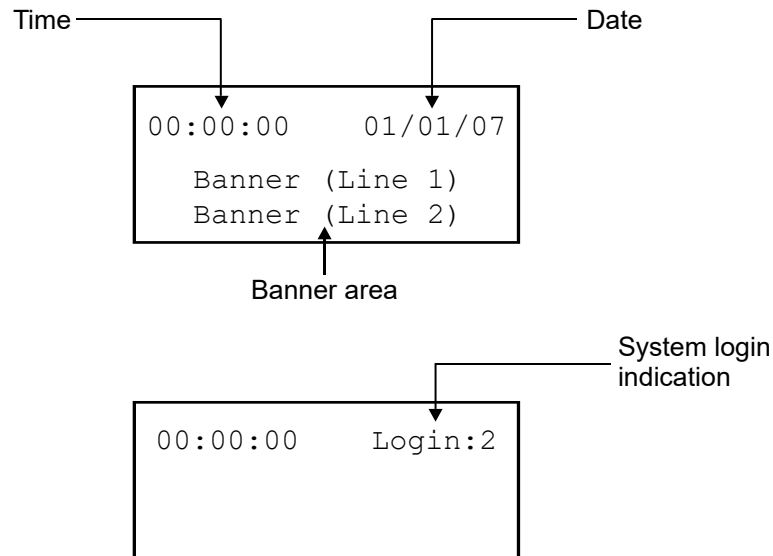 Time
Date
00:00:00 01/01/07
Banner (Line 1)
Banner (Line 2)
Banner area
System login
indication
00:00:00 Login:2